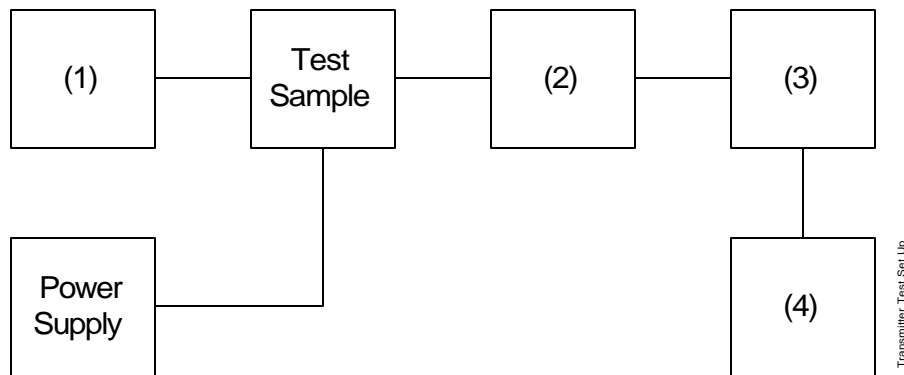 (1)
Test
Sample
(2)
(3)
Power
Supply
(4)
Transmitter Test Set Up